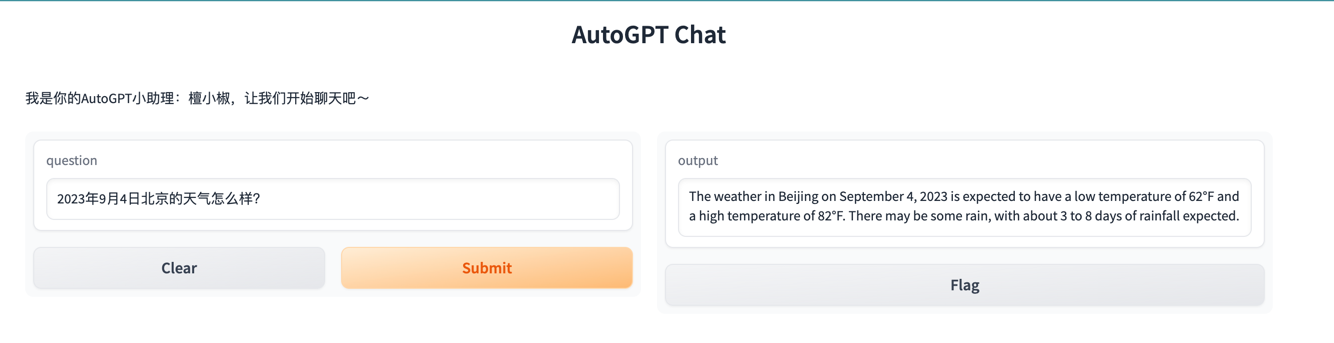 AutoGPT Chat
我是你的AutoGPT小助理：檀小椒，让我们开始聊天吧～
question
2023年9月4日北京的天气怎么样?
Clear
Submit
output
The weather in Beijing on September 4, 2023 is expected to have a low temperature of 62°F and
a high temperature of 82°F. There may be some rain, with about 3 to 8 days of rainfall expected.
Flag